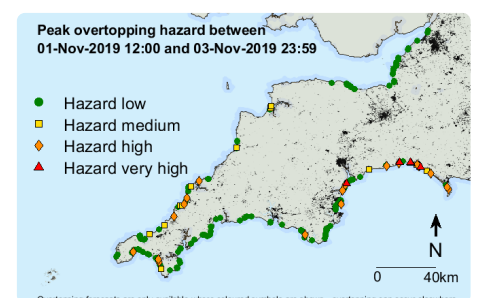 Peak overtopping hazard between
01-Nov-2019 12:00 and 03-Nov-2019 23:59
Hazard low
Hazard medium
Hazard high
Hazard very high
N
0 40km